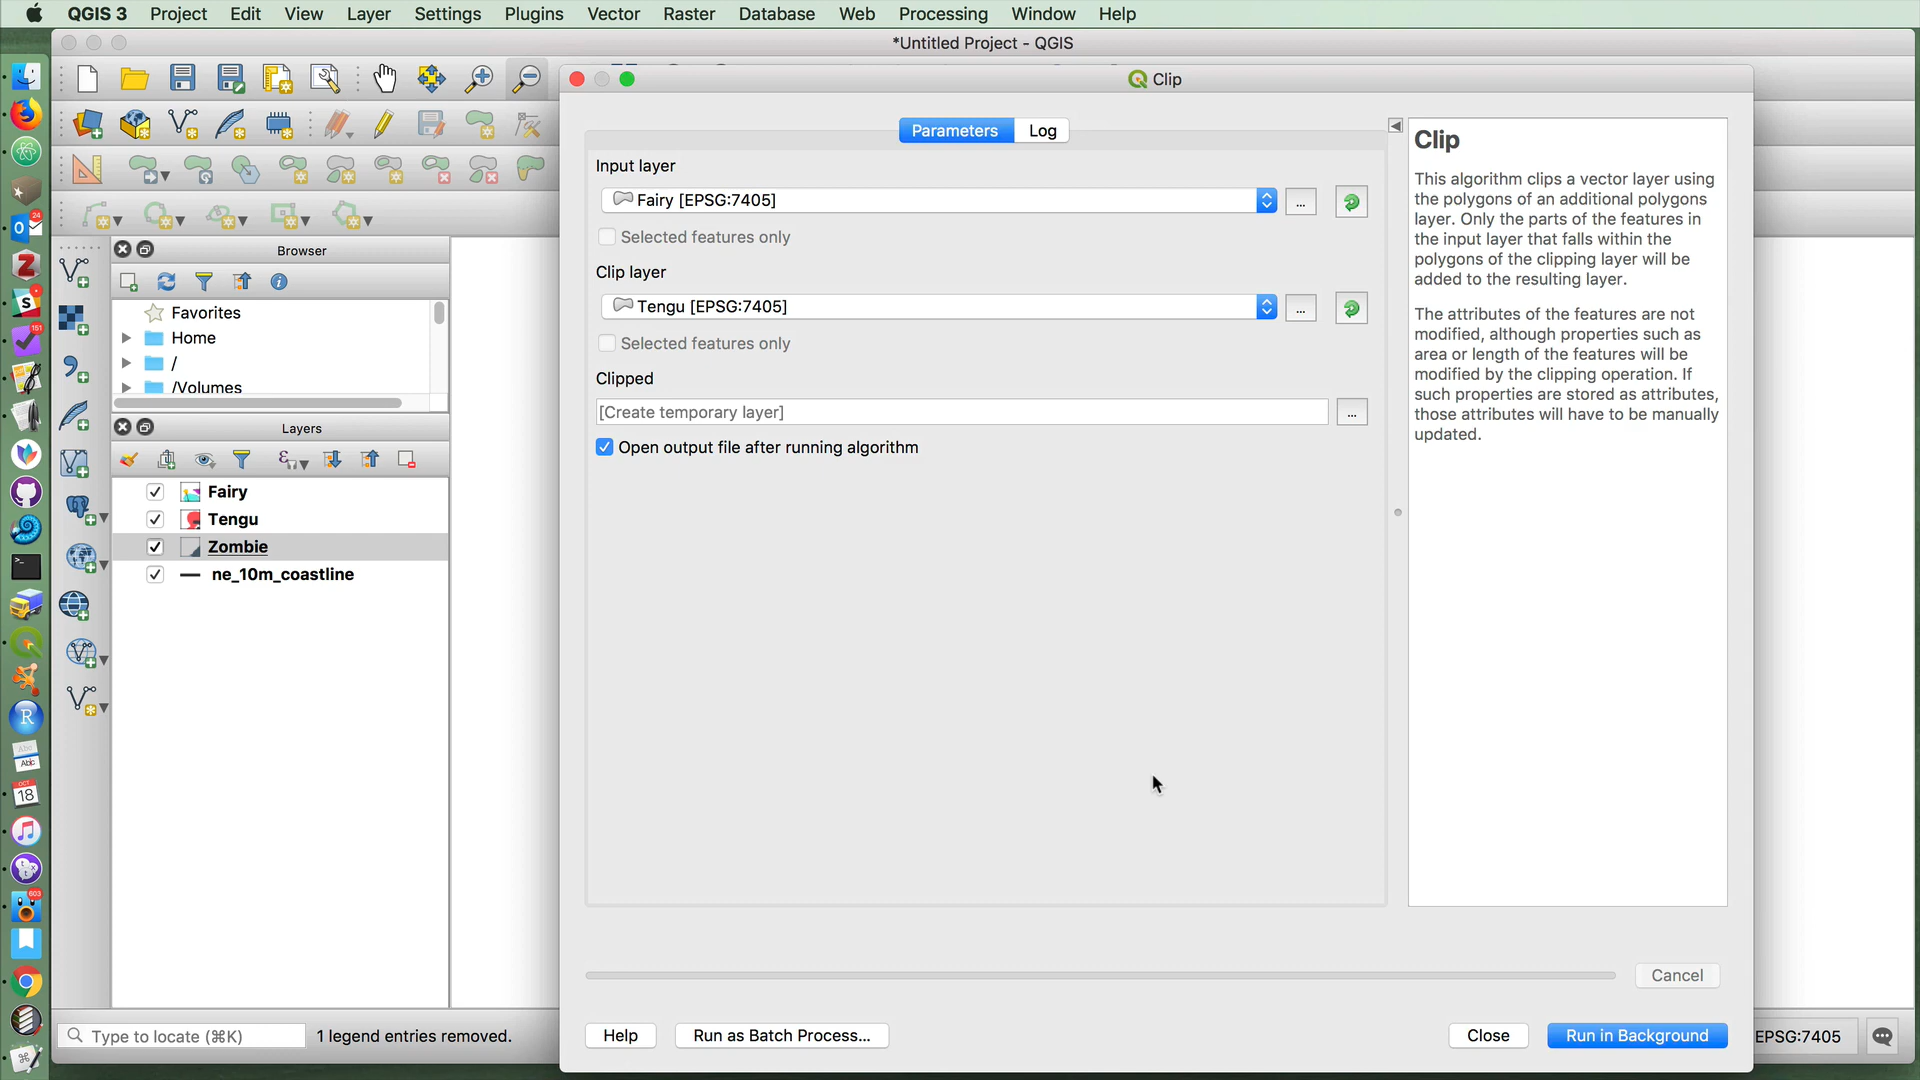 QGIS 3 Project Edit View Layer Settings Plugins Vector Raster Database Web Processing Window Help
*Untitled Project - QGIS
Clip
Parameters Log
Input layer
Fairy [EPSG:7405]
...
Selected features only
Clip layer
Tengu [EPSG:7405]
...
Selected features only
Clipped
[Create temporary layer]
...
Open output file after running algorithm
Clip
This algorithm clips a vector layer using
the polygons of an additional polygons
layer. Only the parts of the features in
the input layer that falls within the
polygons of the clipping layer will be
added to the resulting layer.
The attributes of the features are not
modified, although properties such as
area or length of the features will be
modified by the clipping operation. If
such properties are stored as attributes,
those attributes will have to be manually
updated.
Browser
Favorites
Home
/
/Volumes
Layers
Fairy
Tengu
Zombie
ne_10m_coastline
24
151
OCT
18
603
Cancel
Help
Run as Batch Process...
Close
Run in Background
Type to locate (⌘K)
1 legend entries removed.
EPSG:7405